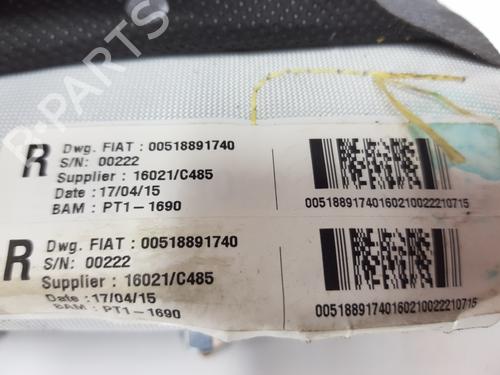 R-PARTS
R
Dwg. FIAT : 00518891740
S/N: 00222
Supplier : 16021/C485
Date : 17/04/15
BAM : PT1-1690
00518891740160210022210715
R
Dwg. FIAT : 00518891740
S/N: 00222
Supplier : 16021/C485
Date : 17/04/15
BAM : PT1-1690
00518891740160210022210715